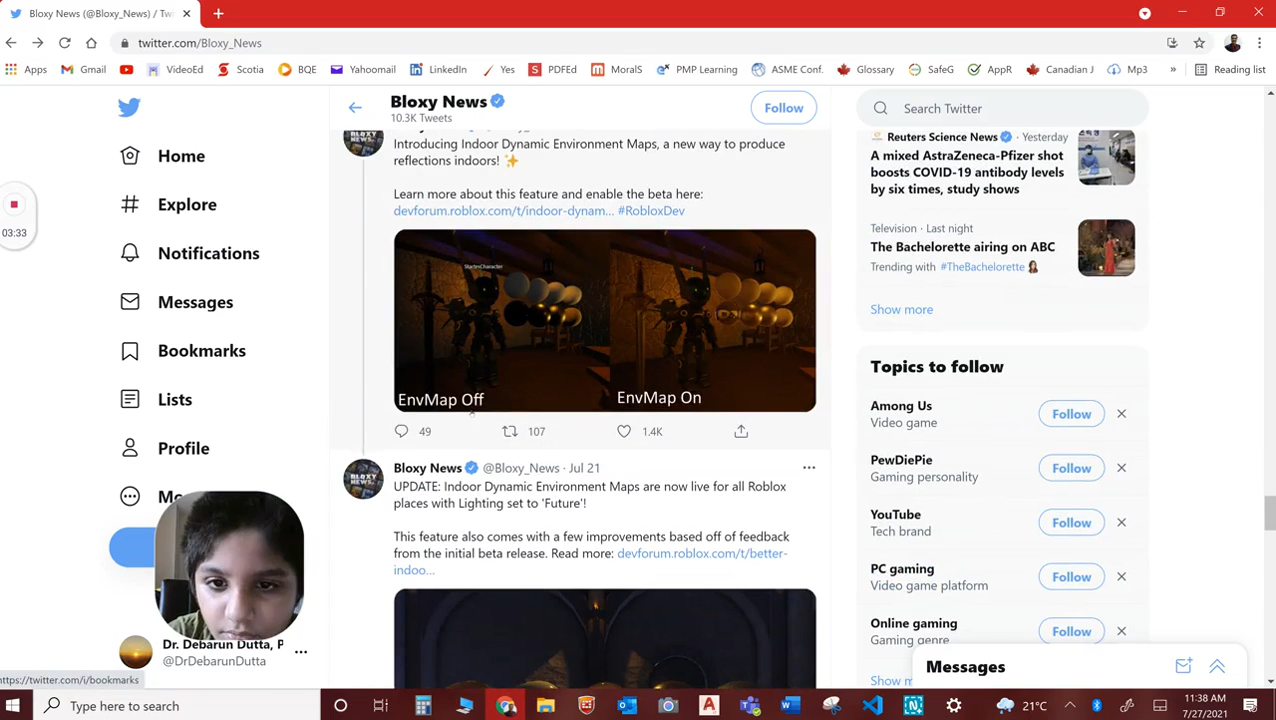 Bloxy News (@Bloxy_News) / Tw
twitter.com/Bloxy_News
Apps
Gmail
VideoEd
Scotia
BQE
Yahoomail
LinkedIn
Yes
PDFEd
MoralS
PMP Learning
ASME Conf.
Glossary
SafeG
AppR
Canadian J
Mp3
»
Reading list
03:33
Home
Explore
Notifications
Messages
Bookmarks
Lists
Profile
Dr. Debarun Dutta, P
@DrDebarunDutta
https://twitter.com/i/bookmarks
Bloxy News
10.3K Tweets
Follow
Introducing Indoor Dynamic Environment Maps, a new way to produce
reflections indoors! ✨
Learn more about this feature and enable the beta here:
devforum.roblox.com/t/indoor-dynam... #RobloxDev
StarterCharacter
EnvMap Off
EnvMap On
49
107
1.4K
Bloxy News @Bloxy_News · Jul 21
UPDATE: Indoor Dynamic Environment Maps are now live for all Roblox
places with Lighting set to 'Future'!
This feature also comes with a few improvements based off of feedback
from the initial beta release. Read more: devforum.roblox.com/t/better-
indoo...
Search Twitter
Reuters Science News · Yesterday
A mixed AstraZeneca-Pfizer shot
boosts COVID-19 antibody levels
by six times, study shows
Television · Last night
The Bachelorette airing on ABC
Trending with #TheBachelorette
Show more
Topics to follow
Among Us
Video game
Follow
PewDiePie
Gaming personality
Follow
YouTube
Tech brand
Follow
PC gaming
Video game platform
Follow
Online gaming
Gaming genre
Follow
Messages
Type here to search
21°C
11:38 AM
7/27/2021